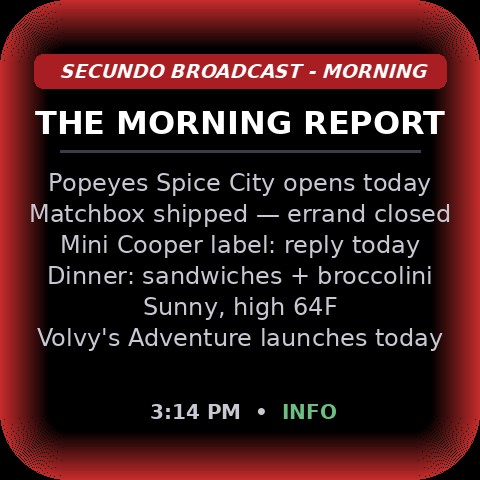 SECUNDO BROADCAST - MORNING
THE MORNING REPORT
Popeyes Spice City opens today
Matchbox shipped — errand closed
Mini Cooper label: reply today
Dinner: sandwiches + broccolini
Sunny, high 64F
Volvy's Adventure launches today
3:14 PM • INFO